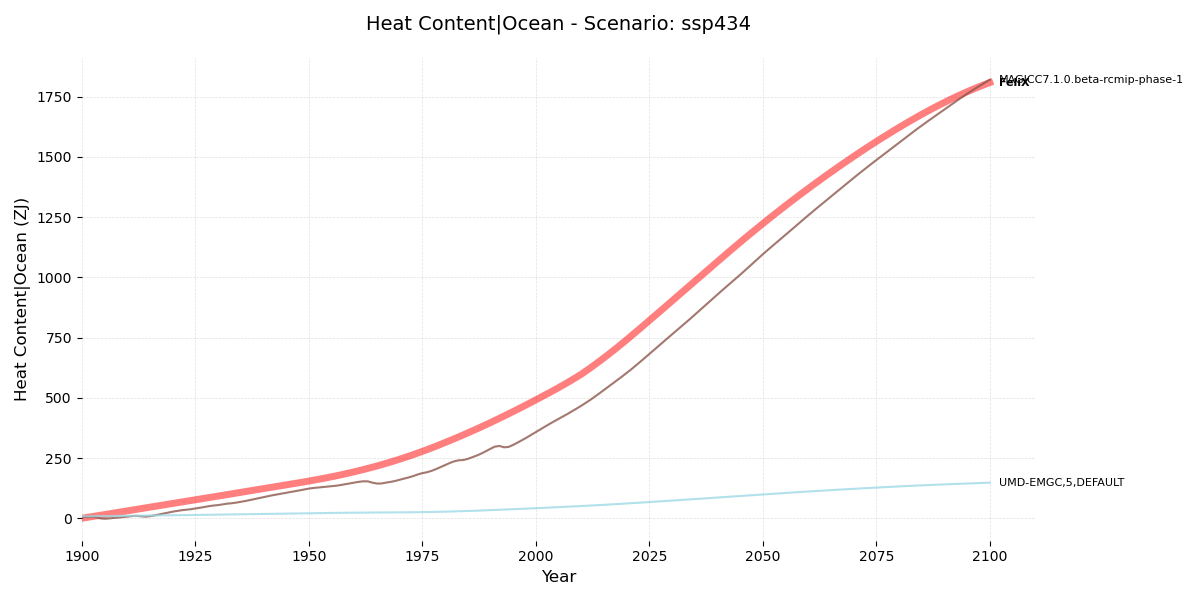 Heat Content|Ocean - Scenario: ssp434
Heat Content|Ocean (ZJ)
1750
1500
1250
1000
750
500
250
0
1900
1925
1950
1975
2000
2025
2050
2075
2100
Year
MAGICC7.1.0.beta-rcmip-phase-1
FeliX
UMD-EMGC,5,DEFAULT